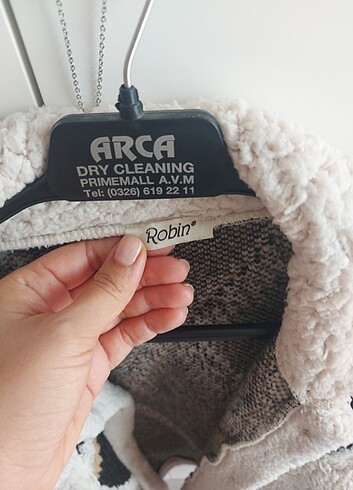 ARCA
DRY CLEANING
PRIMEMALL A.V.M
Tel: (0326) 619 22 11
Robin®